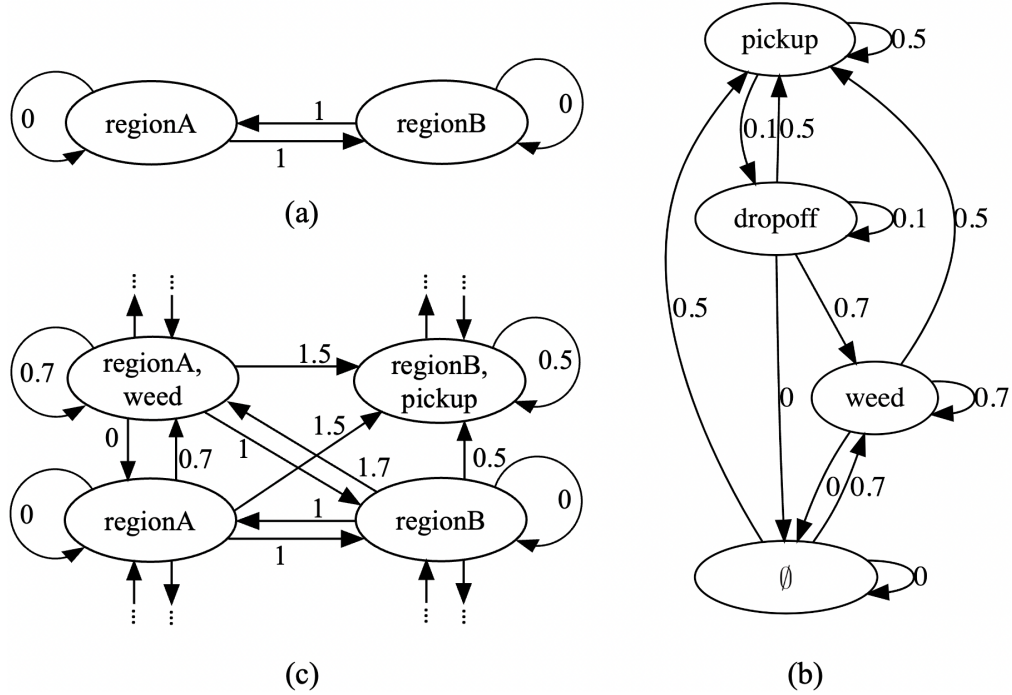 0
regionA
1
regionB
0
1
(a)
pickup
0.5
0.1
0.5
dropoff
0.1
0.5
0.7
0.5
0
weed
0.7
0
0.7
∅
0
(b)
0.7
regionA,
weed
1.5
regionB,
pickup
0.5
0
0.7
1
1.5
1.7
0.5
0
regionA
1
regionB
0
1
(c)